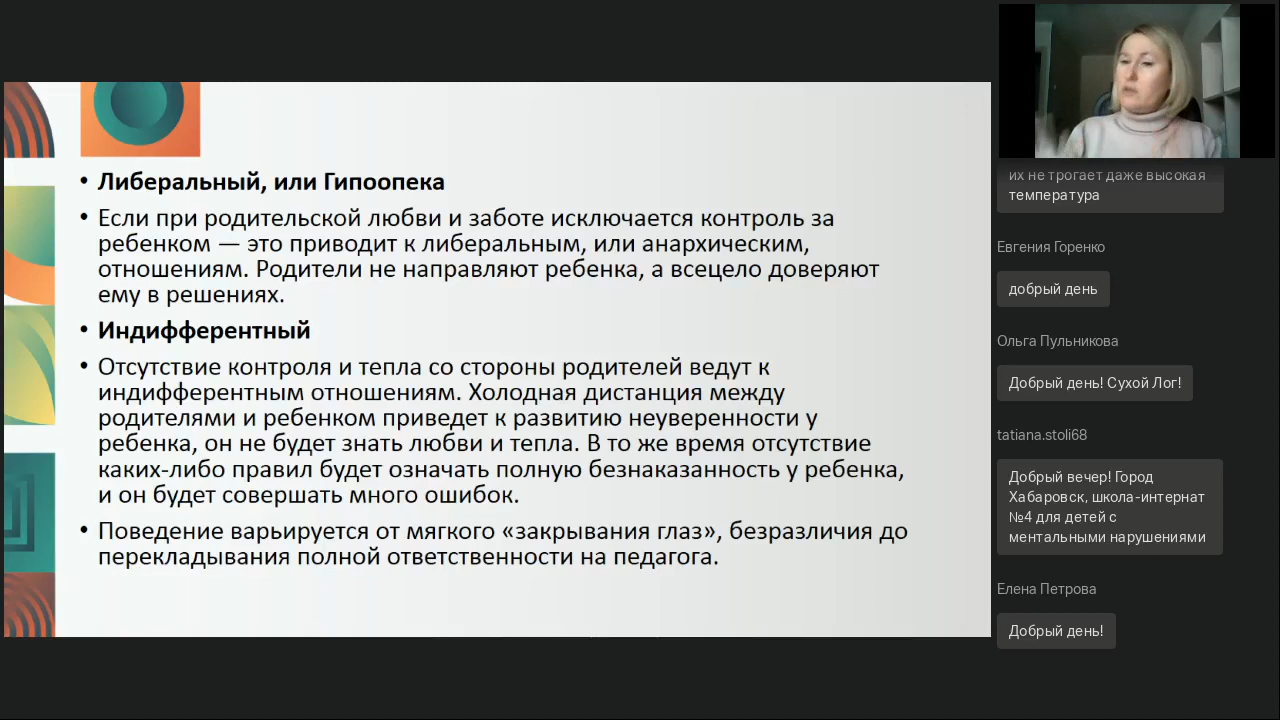 • Либеральный, или Гипоопека
• Если при родительской любви и заботе исключается контроль за
ребенком — это приводит к либеральным, или анархическим,
отношениям. Родители не направляют ребенка, а всецело доверяют
ему в решениях.
• Индифферентный
• Отсутствие контроля и тепла со стороны родителей ведут к
индифферентным отношениям. Холодная дистанция между
родителями и ребенком приведет к развитию неуверенности у
ребенка, он не будет знать любви и тепла. В то же время отсутствие
каких-либо правил будет означать полную безнаказанность у ребенка,
и он будет совершать много ошибок.
• Поведение варьируется от мягкого «закрывания глаз», безразличия до
перекладывания полной ответственности на педагога.
их не трогает даже высокая
температура
Евгения Горенко
добрый день
Ольга Пульникова
Добрый день! Сухой Лог!
tatiana.stoli68
Добрый вечер! Город
Хабаровск, школа-интернат
№4 для детей с
ментальными нарушениями
Елена Петрова
Добрый день!